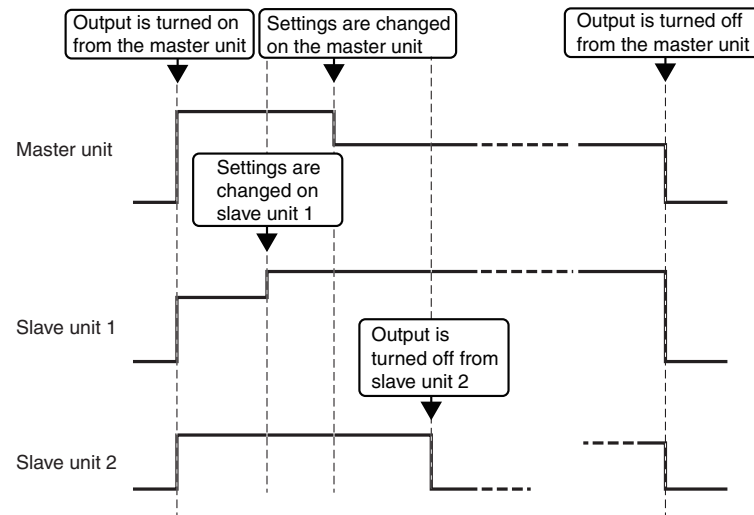 Output is turned on
from the master unit
Settings are changed
on the master unit
Output is turned off
from the master unit
Master unit
Settings are
changed on
slave unit 1
Slave unit 1
Output is
turned off from
slave unit 2
Slave unit 2